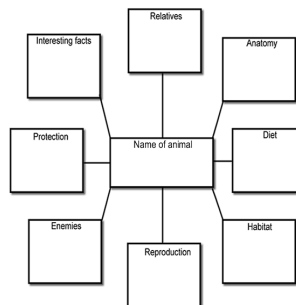 Relatives
Interesting facts
Anatomy
Protection
Name of animal
Diet
Enemies
Reproduction
Habitat